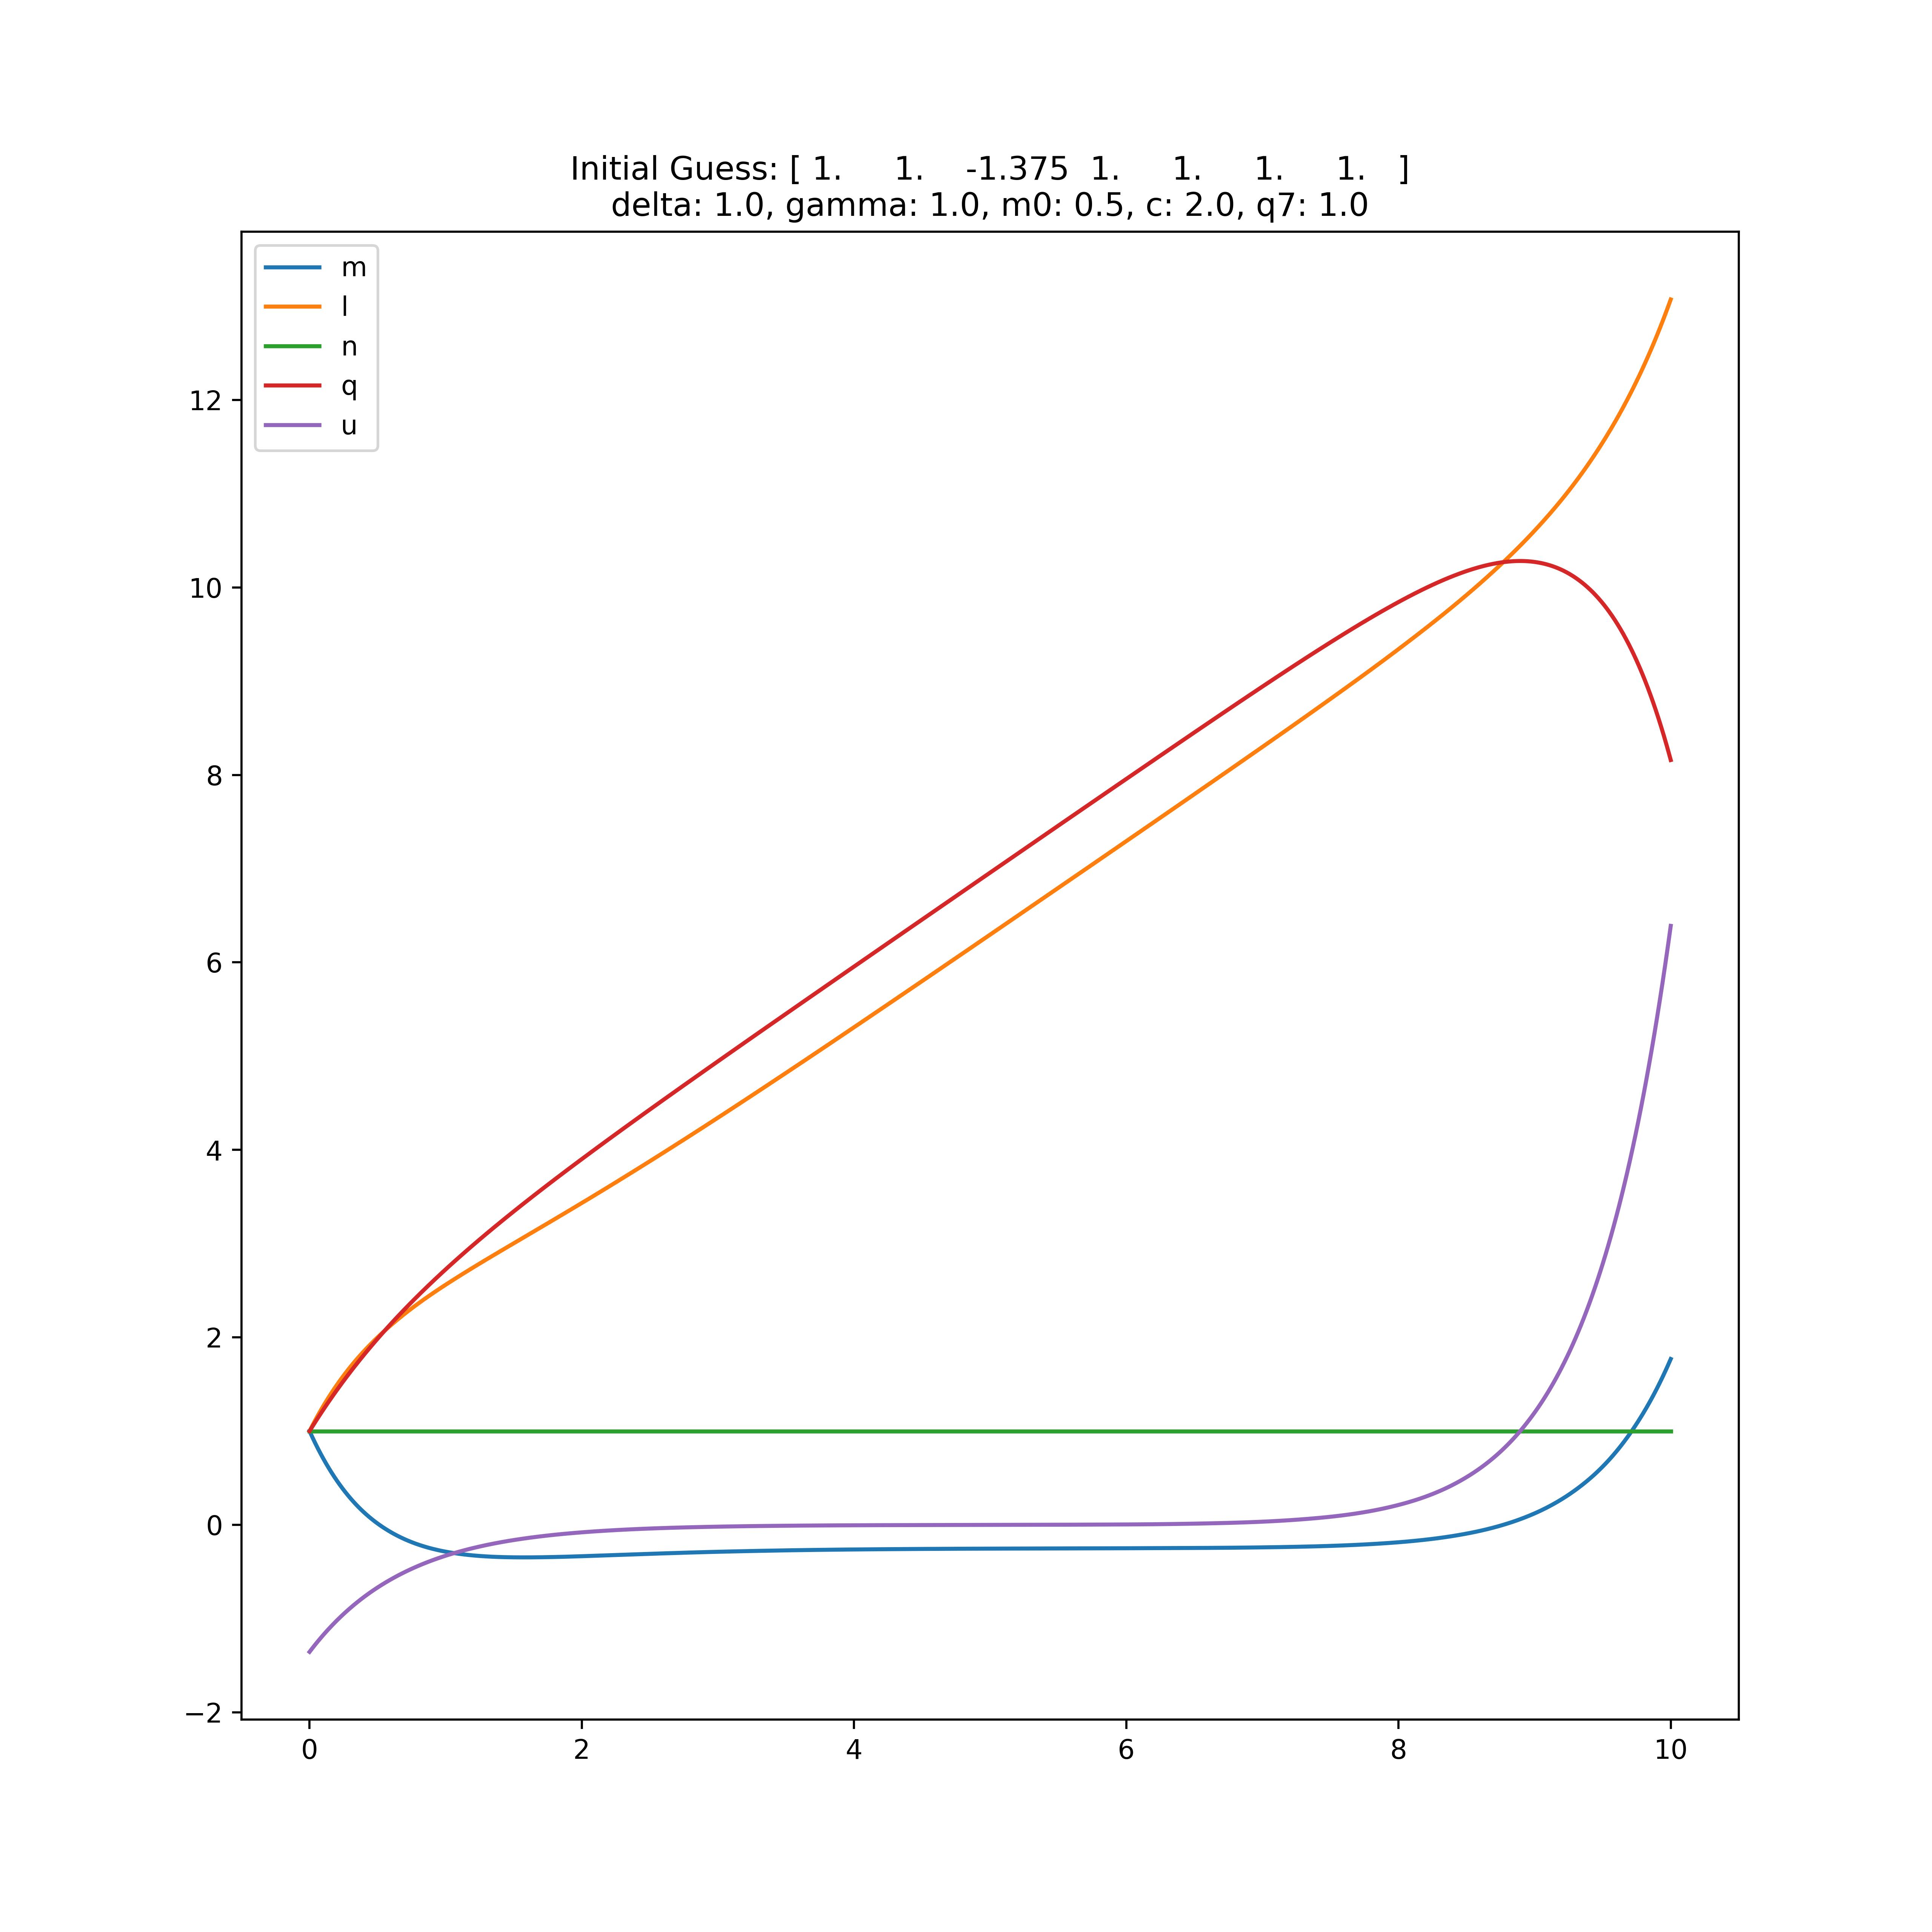 Initial Guess: [ 1. 1. -1.375 1. 1. 1. 1. ]
delta: 1.0, gamma: 1.0, m0: 0.5, c: 2.0, q7: 1.0
m
l
n
q
u
12
10
8
6
4
2
0
−2
0 2 4 6 8 10